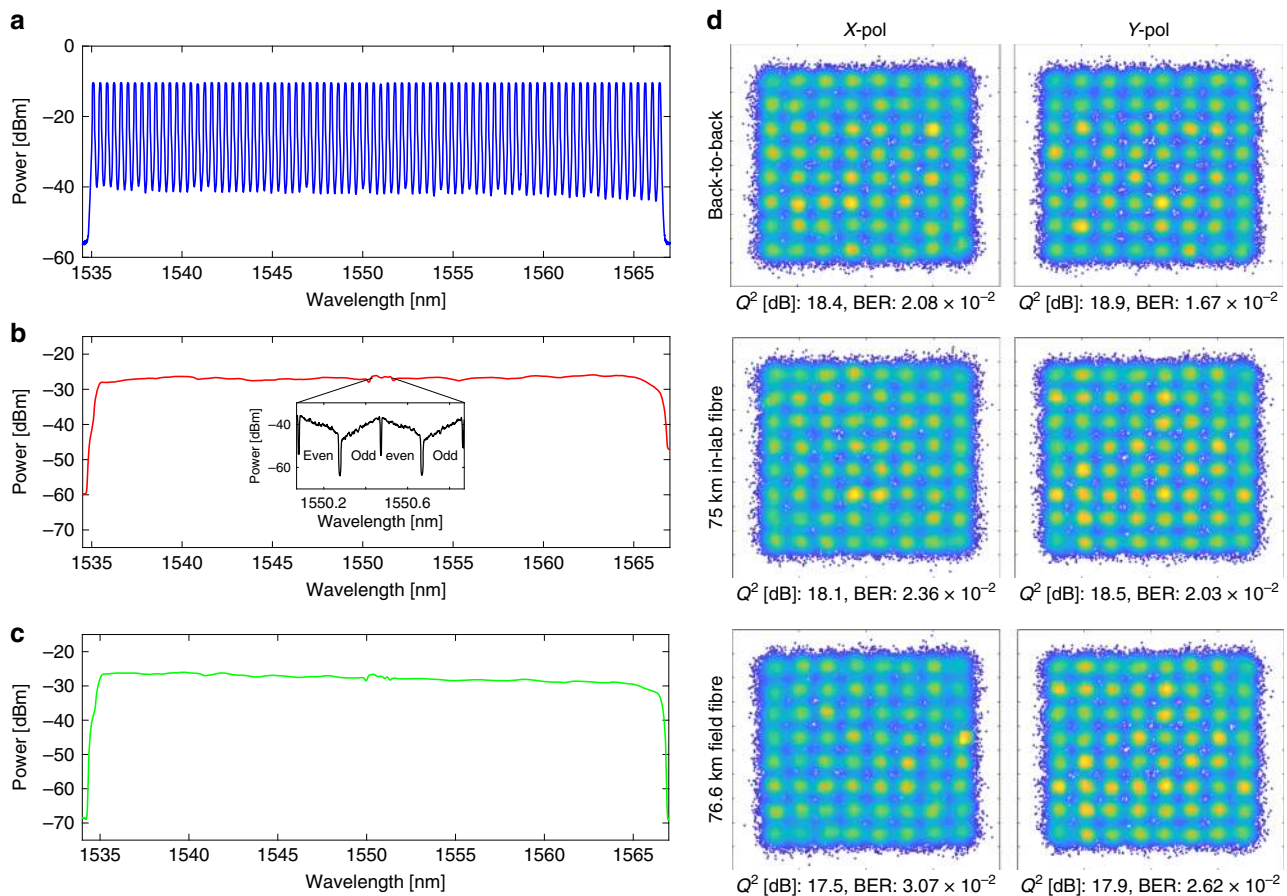 a
0
−20
−40
−60
Power [dBm]
1535 1540 1545 1550 1555 1560 1565
Wavelength [nm]
b
−20
−30
−40
−50
−60
−70
Power [dBm]
−40
−60
Power [dBm]
Even Odd even Odd
1550.2 1550.6
Wavelength [nm]
1535 1540 1545 1550 1555 1560 1565
Wavelength [nm]
c
−20
−30
−40
−50
−60
−70
Power [dBm]
1535 1540 1545 1550 1555 1560 1565
Wavelength [nm]
d
X-pol Y-pol
Back-to-back
Q² [dB]: 18.4, BER: 2.08 × 10⁻² Q² [dB]: 18.9, BER: 1.67 × 10⁻²
75 km in-lab fibre
Q² [dB]: 18.1, BER: 2.36 × 10⁻² Q² [dB]: 18.5, BER: 2.03 × 10⁻²
76.6 km field fibre
Q² [dB]: 17.5, BER: 3.07 × 10⁻² Q² [dB]: 17.9, BER: 2.62 × 10⁻²